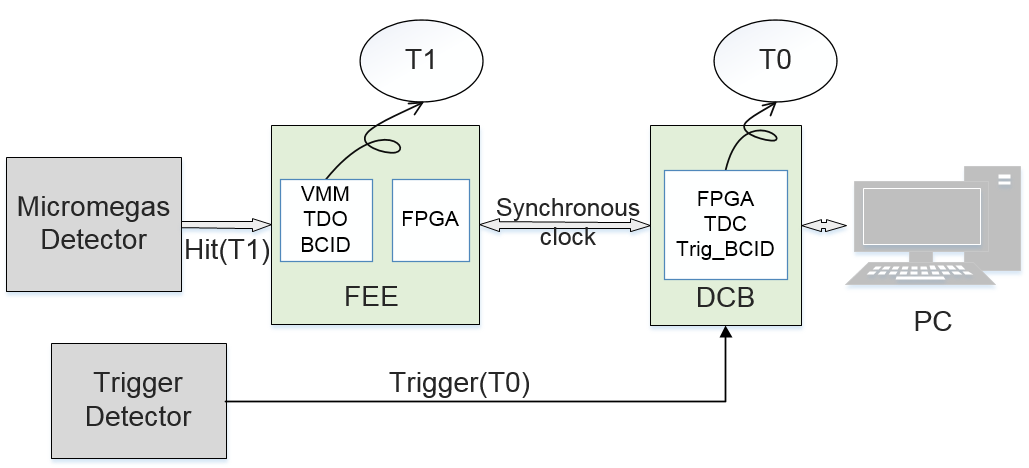 T1
T0
Micromegas
Detector
Hit(T1)
VMM
TDO
BCID
FPGA
FEE
Synchronous
clock
FPGA
TDC
Trig_BCID
DCB
PC
Trigger
Detector
Trigger(T0)